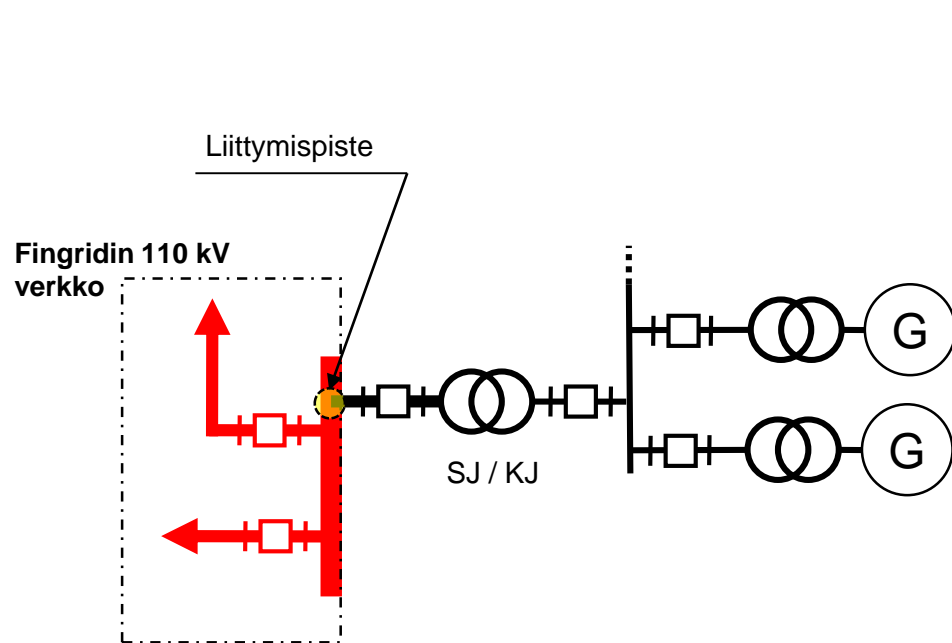 Liittymispiste
Fingridin 110 kV
verkko
G
SJ / KJ
G